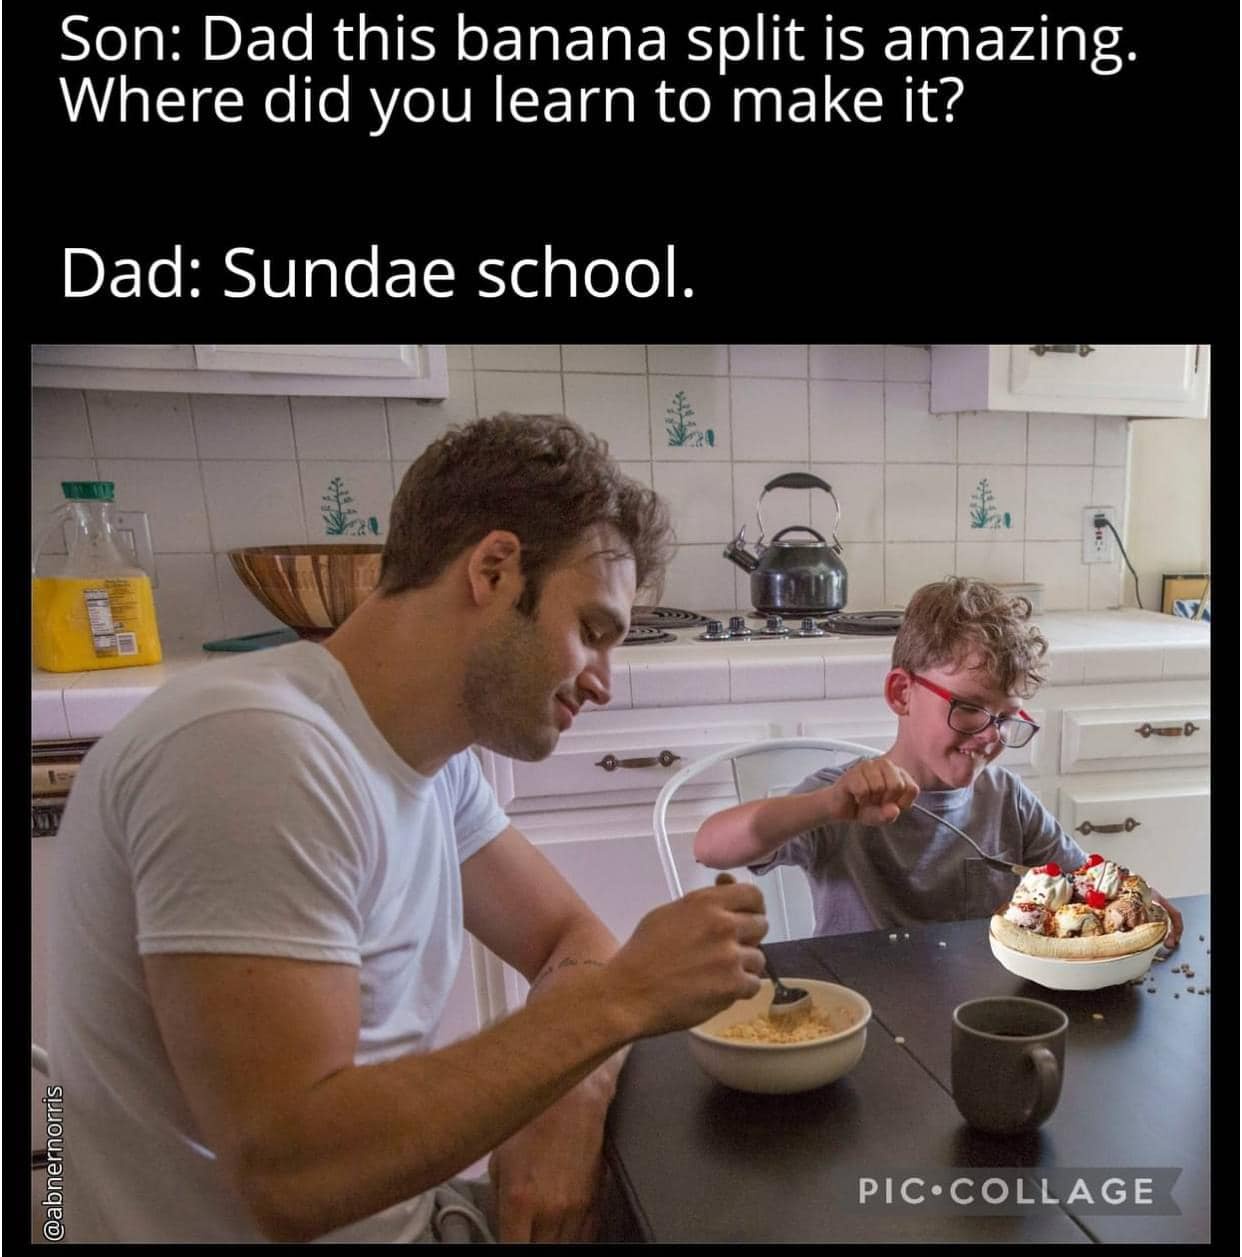 Son: Dad this banana split is amazing.
Where did you learn to make it?
Dad: Sundae school.
@abnernorris
PIC•COLLAGE